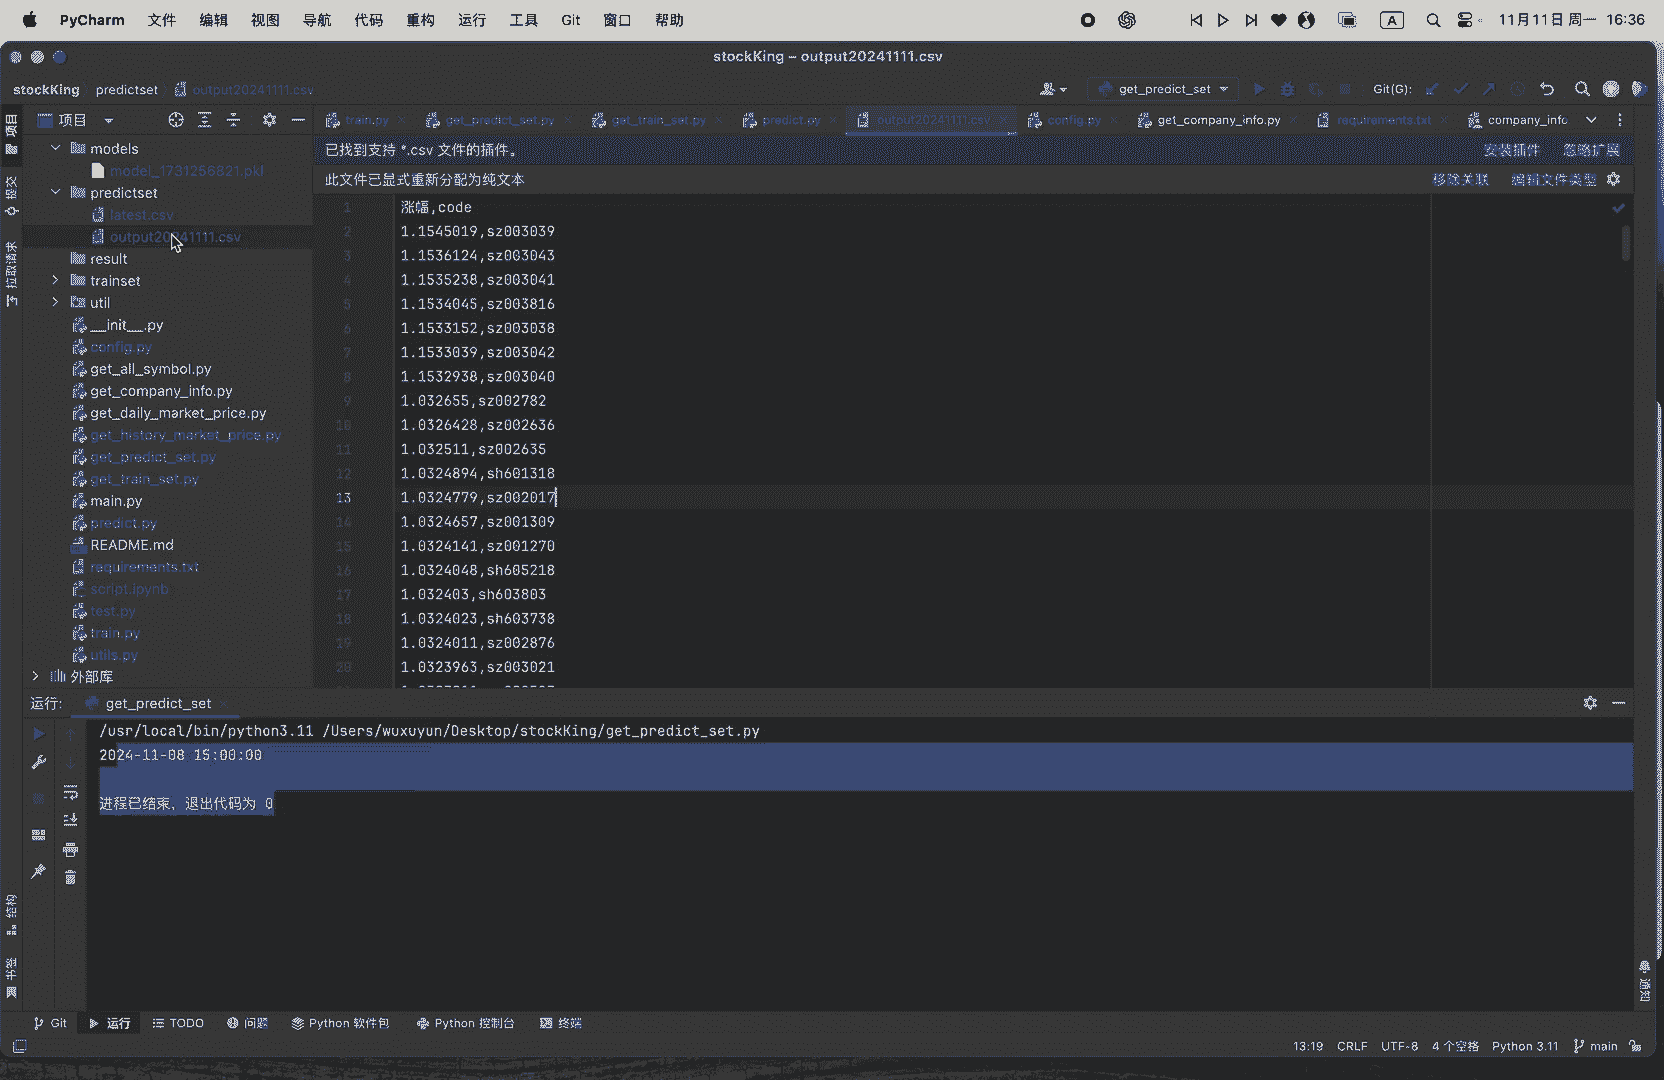 PyCharm 文件 编辑 视图 导航 代码 重构 运行 工具 Git 窗口 帮助 A 11月11日 周一 16:36
stockKing – output20241111.csv
stockKing predictset output20241111.csv get_predict_set Git(G):
项目 train.py get_predict_set.py get_train_set.py predict.py output20241111.csv config.py get_company_info.py requirements.txt company_info
项目
提交
拉取请求
models
model_1731256821.pkl
predictset
latest.csv
output20241111.csv
result
trainset
util
__init__.py
config.py
get_all_symbol.py
get_company_info.py
get_daily_market_price.py
get_history_market_price.py
get_predict_set.py
get_train_set.py
main.py
predict.py
README.md
requirements.txt
script.ipynb
test.py
train.py
utils.py
外部库
已找到支持 *.csv 文件的插件。 安装插件 忽略扩展
此文件已显式重新分配为纯文本 移除关联 编辑文件类型
1 涨幅,code
2 1.1545019,sz003039
3 1.1536124,sz003043
4 1.1535238,sz003041
5 1.1534045,sz003816
6 1.1533152,sz003038
7 1.1533039,sz003042
8 1.1532938,sz003040
9 1.032655,sz002782
10 1.0326428,sz002636
11 1.032511,sz002635
12 1.0324894,sh601318
13 1.0324779,sz002017
14 1.0324657,sz001309
15 1.0324141,sz001270
16 1.0324048,sh605218
17 1.032403,sh603803
18 1.0324023,sh603738
19 1.0324011,sz002876
20 1.0323963,sz003021
运行: get_predict_set
/usr/local/bin/python3.11 /Users/wuxuyun/Desktop/stockKing/get_predict_set.py
2024-11-08 15:00:00
进程已结束，退出代码为 0
结构
书签
通知
Git 运行 TODO 问题 Python 软件包 Python 控制台 终端
13:19 CRLF UTF-8 4 个空格 Python 3.11 main